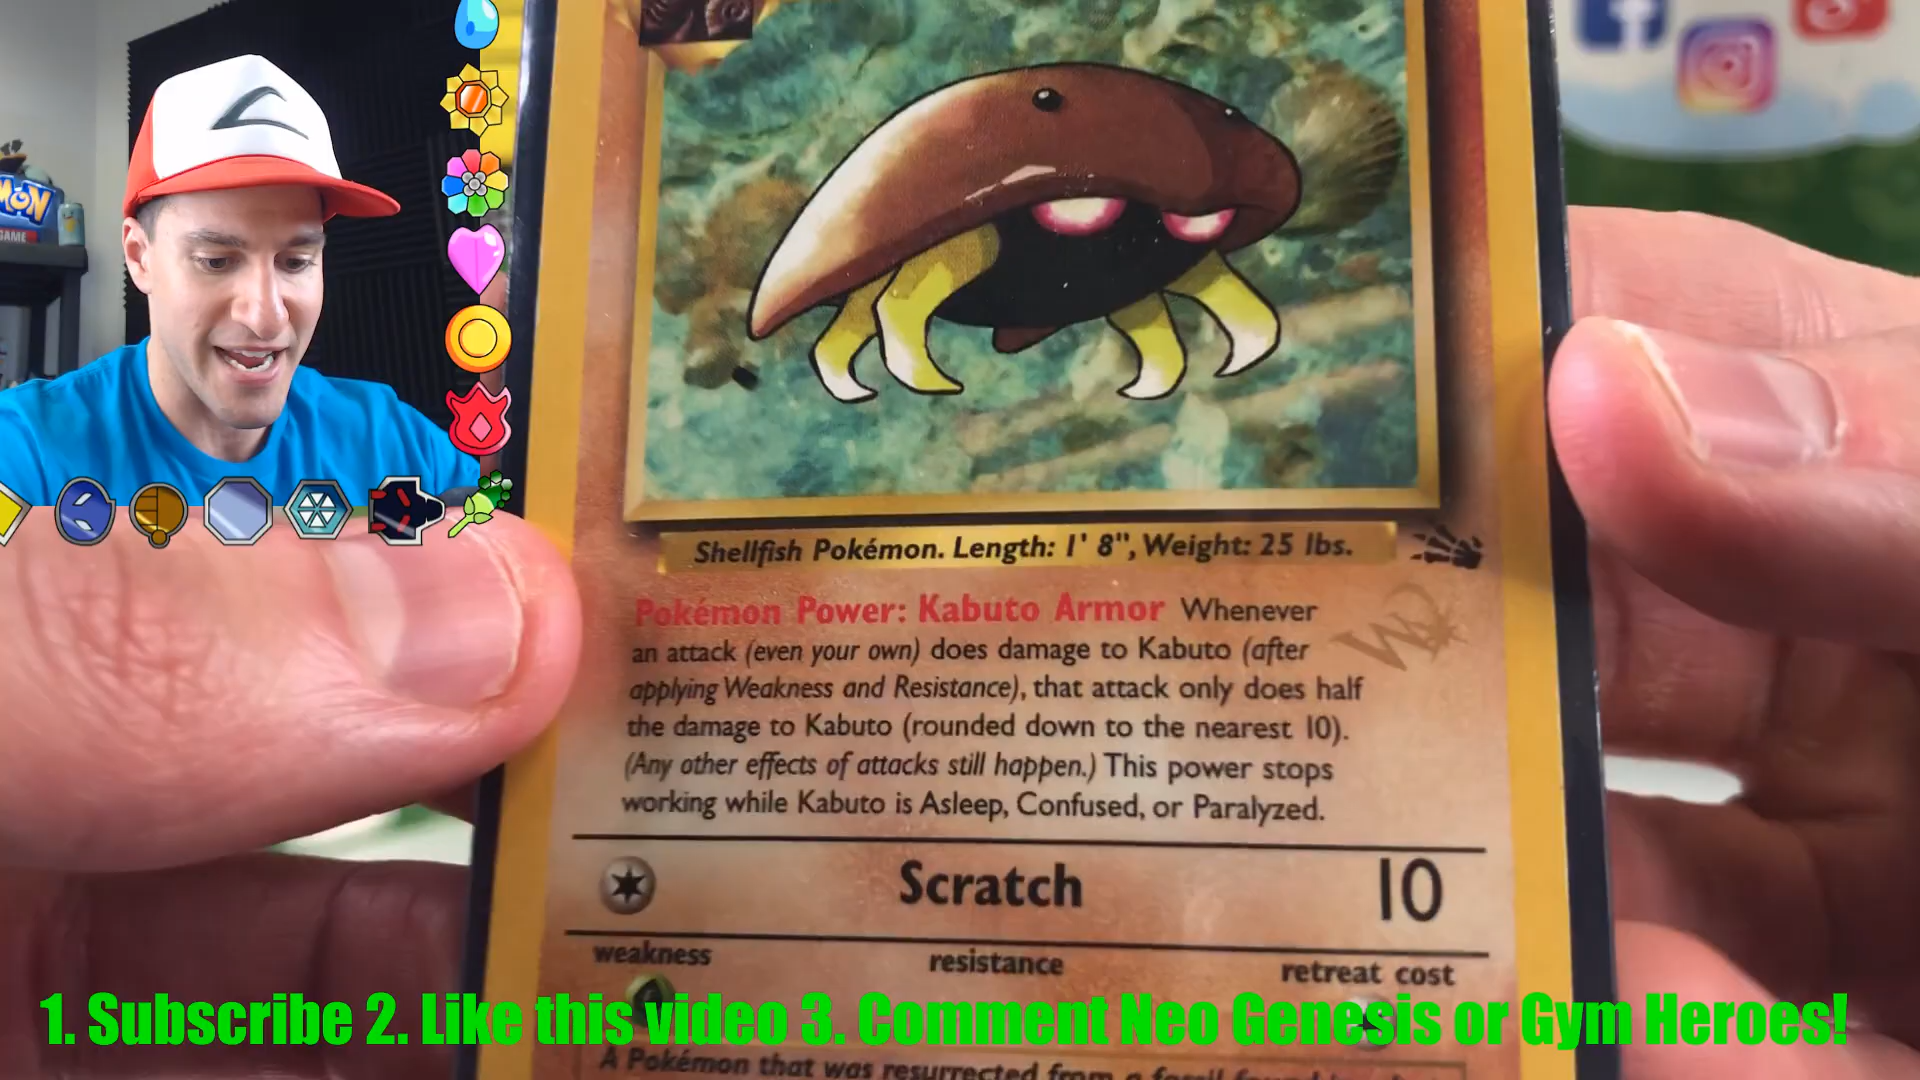 MON
GAME
Shellfish Pokémon. Length: 1' 8", Weight: 25 lbs.
Pokémon Power: Kabuto Armor Whenever
an attack (even your own) does damage to Kabuto (after
applying Weakness and Resistance), that attack only does half
the damage to Kabuto (rounded down to the nearest 10).
(Any other effects of attacks still happen.) This power stops
working while Kabuto is Asleep, Confused, or Paralyzed.
Scratch 10
weakness resistance retreat cost
1. Subscribe 2. Like this video 3. Comment Neo Genesis or Gym Heroes!
A Pokémon that was resurrected from a fossil found